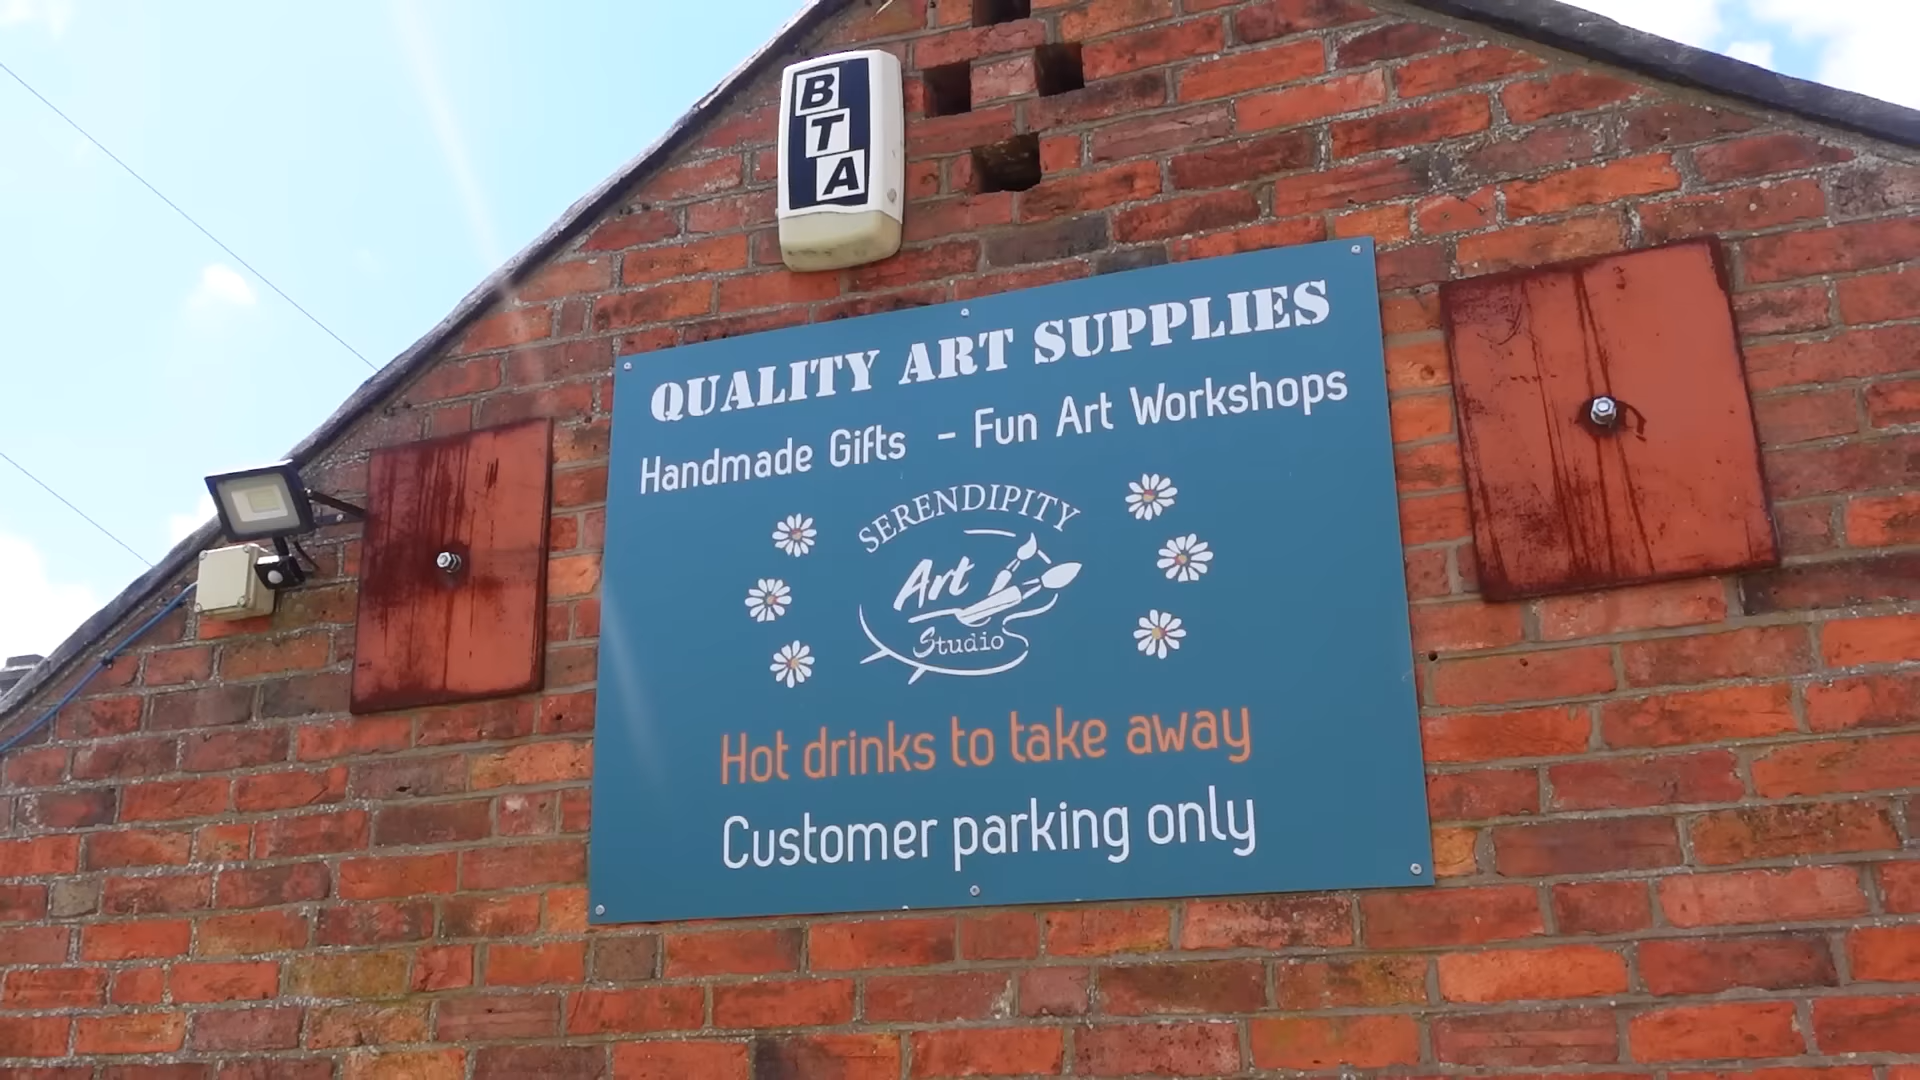 B
T
A
QUALITY ART SUPPLIES
Handmade Gifts - Fun Art Workshops
SERENDIPITY
Art
Studio
Hot drinks to take away
Customer parking only